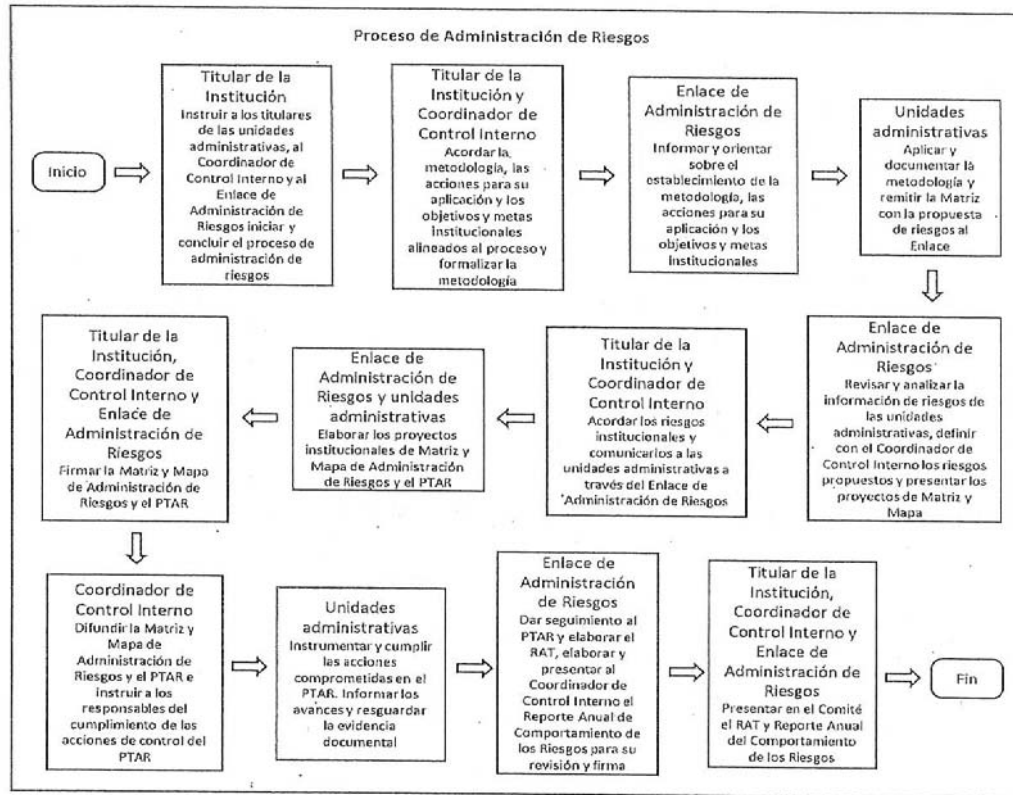 Proceso de Administración de Riesgos
Inicio
Titular de la
Institución
Instruir a los titulares
de las unidades
administrativas, al
Coordinador de
Control Interno y al
Enlace de
Administración de
Riesgos iniciar y
concluir el proceso de
administración de
riesgos
Titular de la
Institución y
Coordinador de
Control Interno
Acordar la
metodología, las
acciones para su
aplicación y los
objetivos y metas
Institucionales
alineados al proceso y
formalizar la
metodología
Enlace de
Administración de
Riesgos
Informar y orientar
sobre el
establecimiento de la
metodología, las
acciones para su
aplicación y los
objetivos y metas
Institucionales
Unidades
administrativas
Aplicar y
documentar la
metodología y
remitir la Matriz
con la propuesta
de riesgos al
Enlace
Enlace de
Administración de
Riesgos
Revisar y analizar la
información de riesgos de
las unidades
administrativas, definir
con el Coordinador de
Control Interno los riesgos
propuestos y presentar los
proyectos de Matriz y
Mapa
Titular de la
Institución y
Coordinador de
Control Interno
Acordar los riesgos
institucionales y
comunicarlos a las
unidades administrativas a
través del Enlace de
Administración de Riesgos
Enlace de
Administración de
Riesgos y unidades
administrativas
Elaborar los proyectos
institucionales de Matriz y
Mapa de Administración
de Riesgos y el PTAR
Titular de la
Institución,
Coordinador de
Control Interno y
Enlace de
Administración de
Riesgos
Firmar la Matriz y Mapa
de Administración de
Riesgos y el PTAR
Coordinador de
Control Interno
Difundir la Matriz y
Mapa de
Administración de
Riesgos y el PTAR e
instruir a los
responsables del
cumplimiento de las
acciones de control del
PTAR
Unidades
administrativas
Instrumentar y cumplir
las acciones
comprometidas en el
PTAR. Informar los
avances y resguardar
la evidencia
documental
Enlace de
Administración
de Riesgos
Dar seguimiento al
PTAR y elaborar el
RAT, elaborar y
presentar al
Coordinador de
Control Interno el
Reporte Anual de
Comportamiento de
los Riesgos para su
revisión y firma
Titular de la
Institución,
Coordinador de
Control Interno y
Enlace de
Administración de
Riesgos
Presentar en el Comité
el RAT y Reporte Anual
del Comportamiento
de los Riesgos
Fin